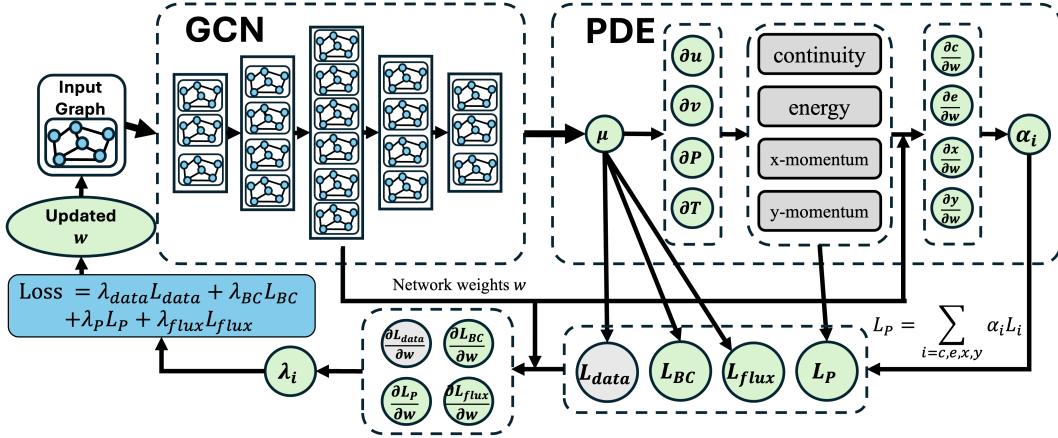 GCN
PDE
Input
Graph
Updated
w
Loss = λ_data L_data + λ_BC L_BC
+λ_P L_P + λ_flux L_flux
μ
∂u
∂v
∂P
∂T
continuity
energy
x-momentum
y-momentum
∂c/∂w
∂e/∂w
∂x/∂w
∂y/∂w
α_i
Network weights w
L_P = ∑_{i=c,e,x,y} α_i L_i
λ_i
∂L_data/∂w
∂L_BC/∂w
∂L_P/∂w
∂L_flux/∂w
L_data
L_BC
L_flux
L_P